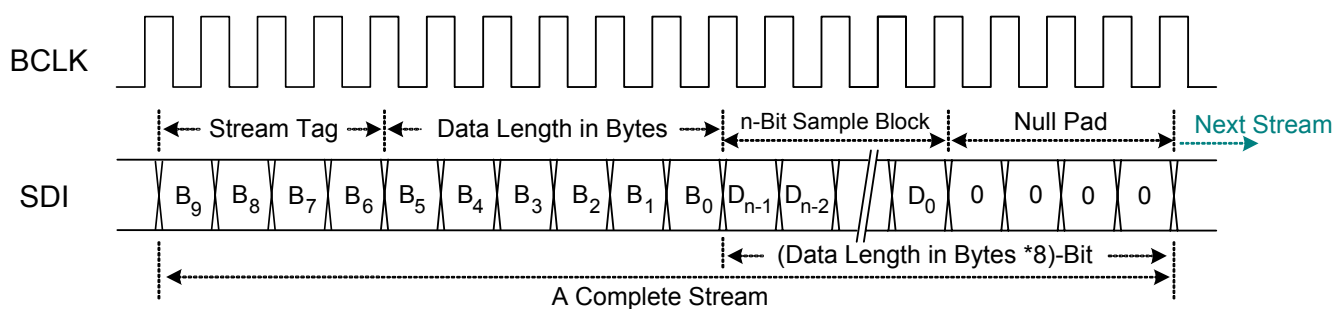 BCLK
Stream Tag Data Length in Bytes n-Bit Sample Block Null Pad Next Stream
SDI B9 B8 B7 B6 B5 B4 B3 B2 B1 B0 Dn-1 Dn-2 D0 0 0 0 0
(Data Length in Bytes *8)-Bit
A Complete Stream